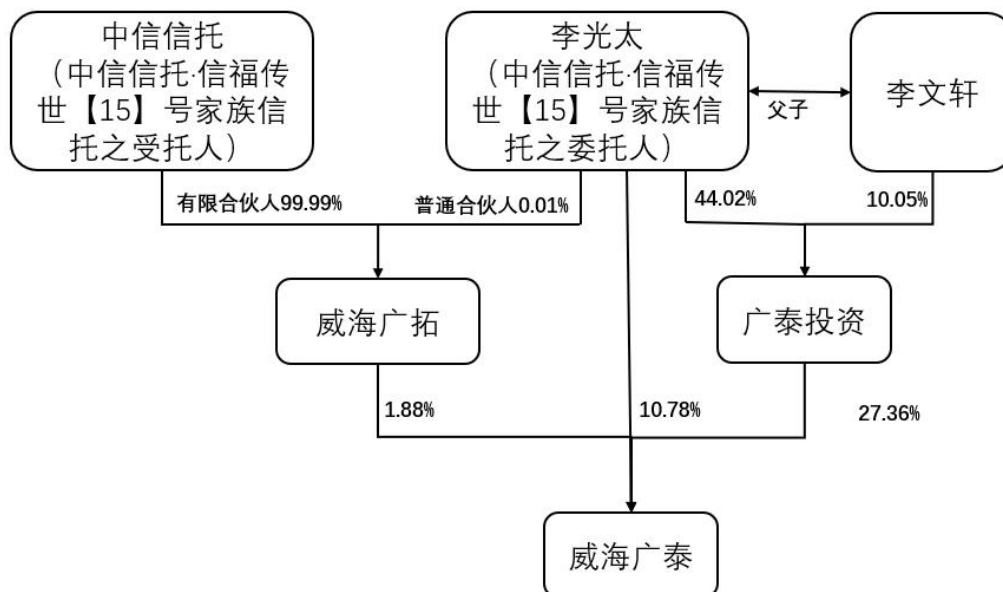 中信信托
（中信信托·信福传
世【15】号家族信
托之受托人）
李光太
（中信信托·信福传
世【15】号家族信
托之委托人）
父子
李文轩
有限合伙人99.99%
普通合伙人0.01%
44.02%
10.05%
威海广拓
广泰投资
1.88%
10.78%
27.36%
威海广泰